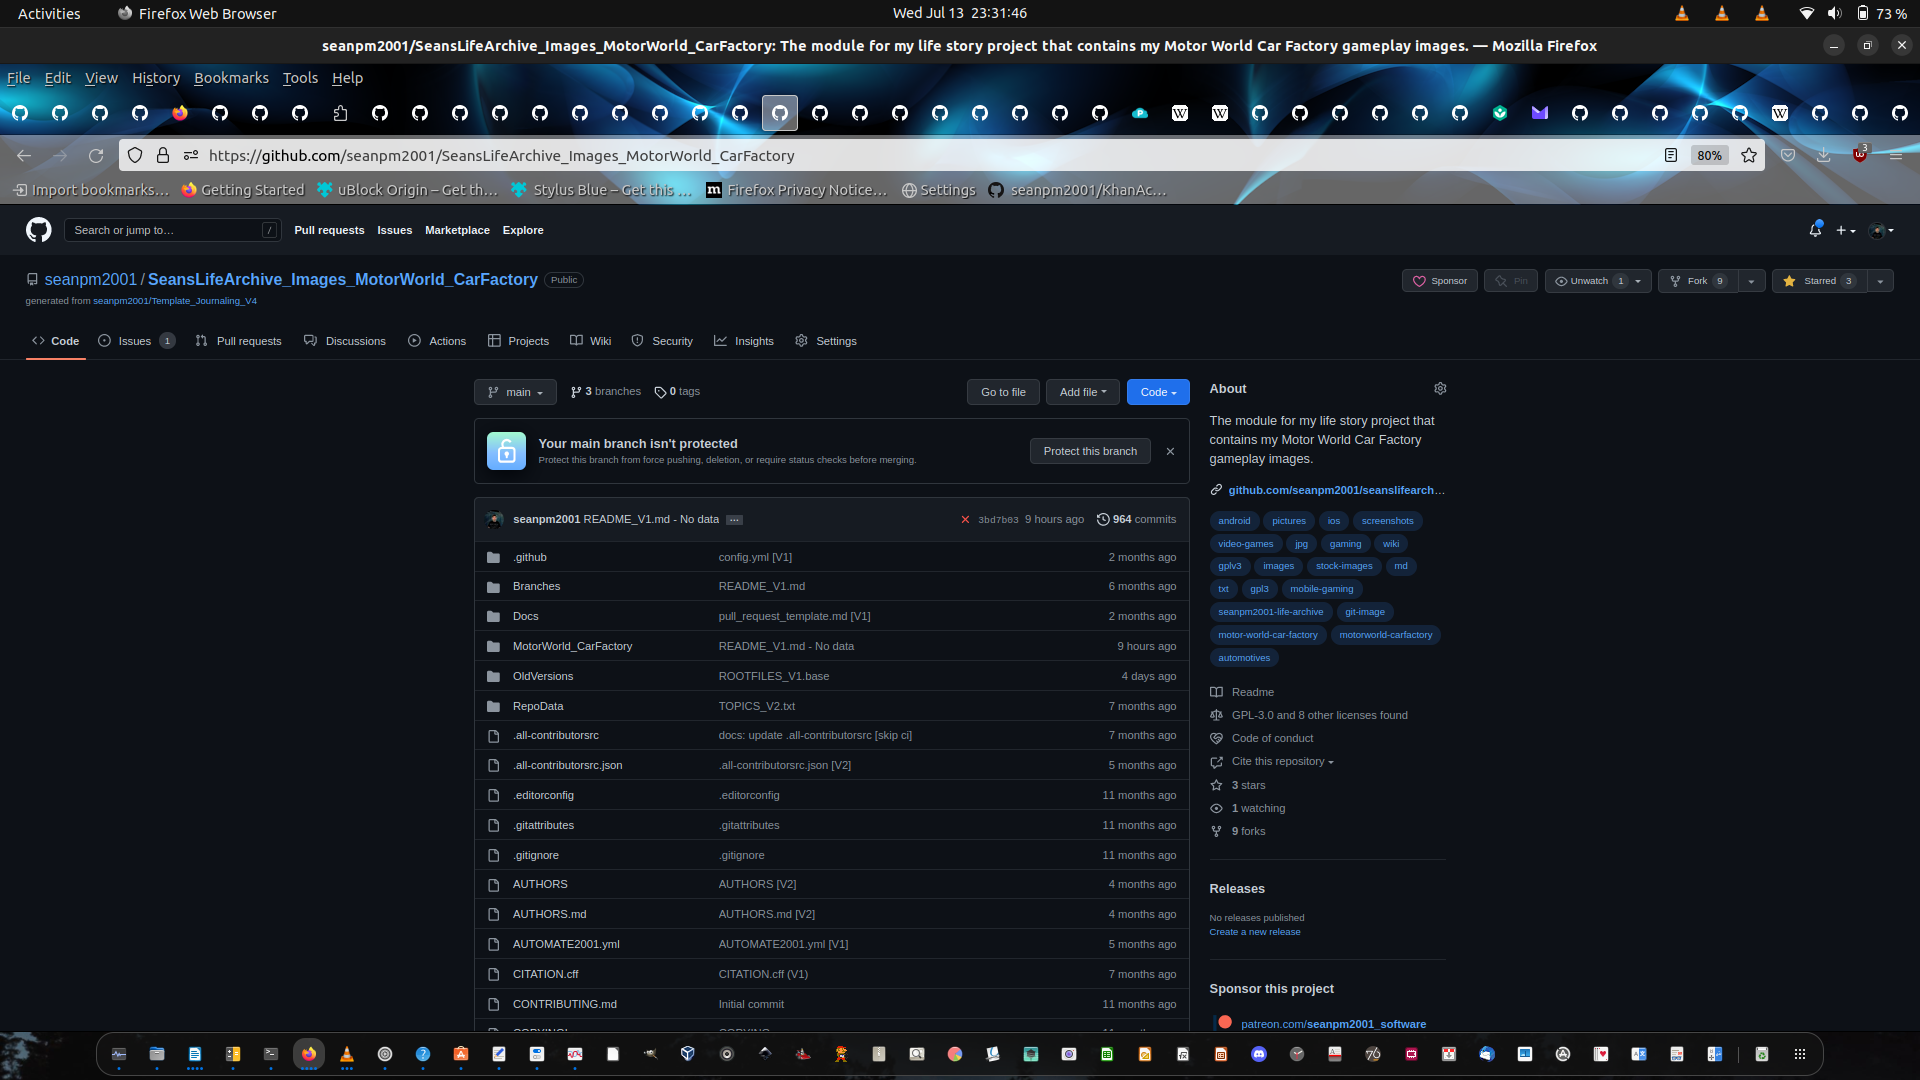 Activities
Firefox Web Browser
Wed Jul 13 23:31:46
73 %
seanpm2001/SeansLifeArchive_Images_MotorWorld_CarFactory: The module for my life story project that contains my Motor World Car Factory gameplay images. — Mozilla Firefox
File Edit View History Bookmarks Tools Help
https://github.com/seanpm2001/SeansLifeArchive_Images_MotorWorld_CarFactory
80%
3
Import bookmarks… Getting Started uBlock Origin – Get th… Stylus Blue – Get this … Firefox Privacy Notice… Settings seanpm2001/KhanAc…
Search or jump to… /
Pull requests Issues Marketplace Explore
seanpm2001 / SeansLifeArchive_Images_MotorWorld_CarFactory Public
Sponsor Pin Unwatch 1 Fork 9 Starred 3
generated from seanpm2001/Template_Journaling_V4
Code Issues 1 Pull requests Discussions Actions Projects Wiki Security Insights Settings
main 3 branches 0 tags
Go to file Add file Code
Your main branch isn't protected
Protect this branch from force pushing, deletion, or require status checks before merging.
Protect this branch
seanpm2001 README_V1.md - No data … 3bd7b03 9 hours ago 964 commits
.github config.yml [V1] 2 months ago
Branches README_V1.md 6 months ago
Docs pull_request_template.md [V1] 2 months ago
MotorWorld_CarFactory README_V1.md - No data 9 hours ago
OldVersions ROOTFILES_V1.base 4 days ago
RepoData TOPICS_V2.txt 7 months ago
.all-contributorsrc docs: update .all-contributorsrc [skip ci] 7 months ago
.all-contributorsrc.json .all-contributorsrc.json [V2] 5 months ago
.editorconfig .editorconfig 11 months ago
.gitattributes .gitattributes 11 months ago
.gitignore .gitignore 11 months ago
AUTHORS AUTHORS [V2] 4 months ago
AUTHORS.md AUTHORS.md [V2] 4 months ago
AUTOMATE2001.yml AUTOMATE2001.yml [V1] 5 months ago
CITATION.cff CITATION.cff (V1) 7 months ago
CONTRIBUTING.md Initial commit 11 months ago
About
The module for my life story project that
contains my Motor World Car Factory
gameplay images.
github.com/seanpm2001/seanslifearch…
android pictures ios screenshots
video-games jpg gaming wiki
gplv3 images stock-images md
txt gpl3 mobile-gaming
seanpm2001-life-archive git-image
motor-world-car-factory motorworld-carfactory
automotives
Readme
GPL-3.0 and 8 other licenses found
Code of conduct
Cite this repository
3 stars
1 watching
9 forks
Releases
No releases published
Create a new release
Sponsor this project
patreon.com/seanpm2001_software